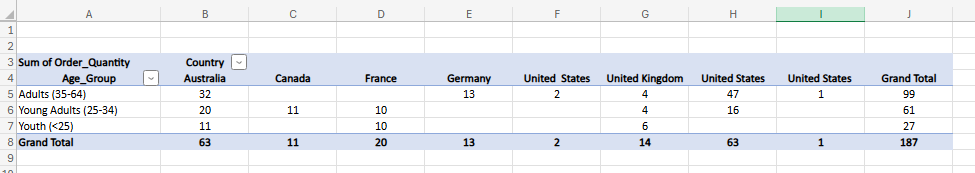 A B C D E F G H I J
1
2
3 Sum of Order_Quantity Country
4 Age_Group Australia Canada France Germany United  States United Kingdom United States United States Grand Total
5 Adults (35-64) 32 13 2 4 47 1 99
6 Young Adults (25-34) 20 11 10 4 16 61
7 Youth (<25) 11 10 6 27
8 Grand Total 63 11 20 13 2 14 63 1 187
9
10